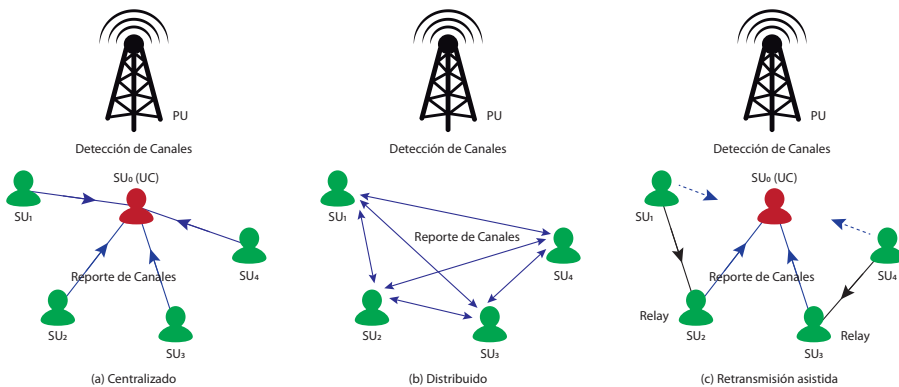 PU
Detección de Canales
SU₀ (UC)
SU₁
SU₄
Reporte de Canales
SU₂
SU₃
(a) Centralizado
PU
Detección de Canales
SU₁
Reporte de Canales
SU₄
SU₂
SU₃
(b) Distribuido
PU
Detección de Canales
SU₀ (UC)
SU₁
SU₄
Reporte de Canales
Relay
SU₂
SU₃
Relay
(c) Retransmisión asistida